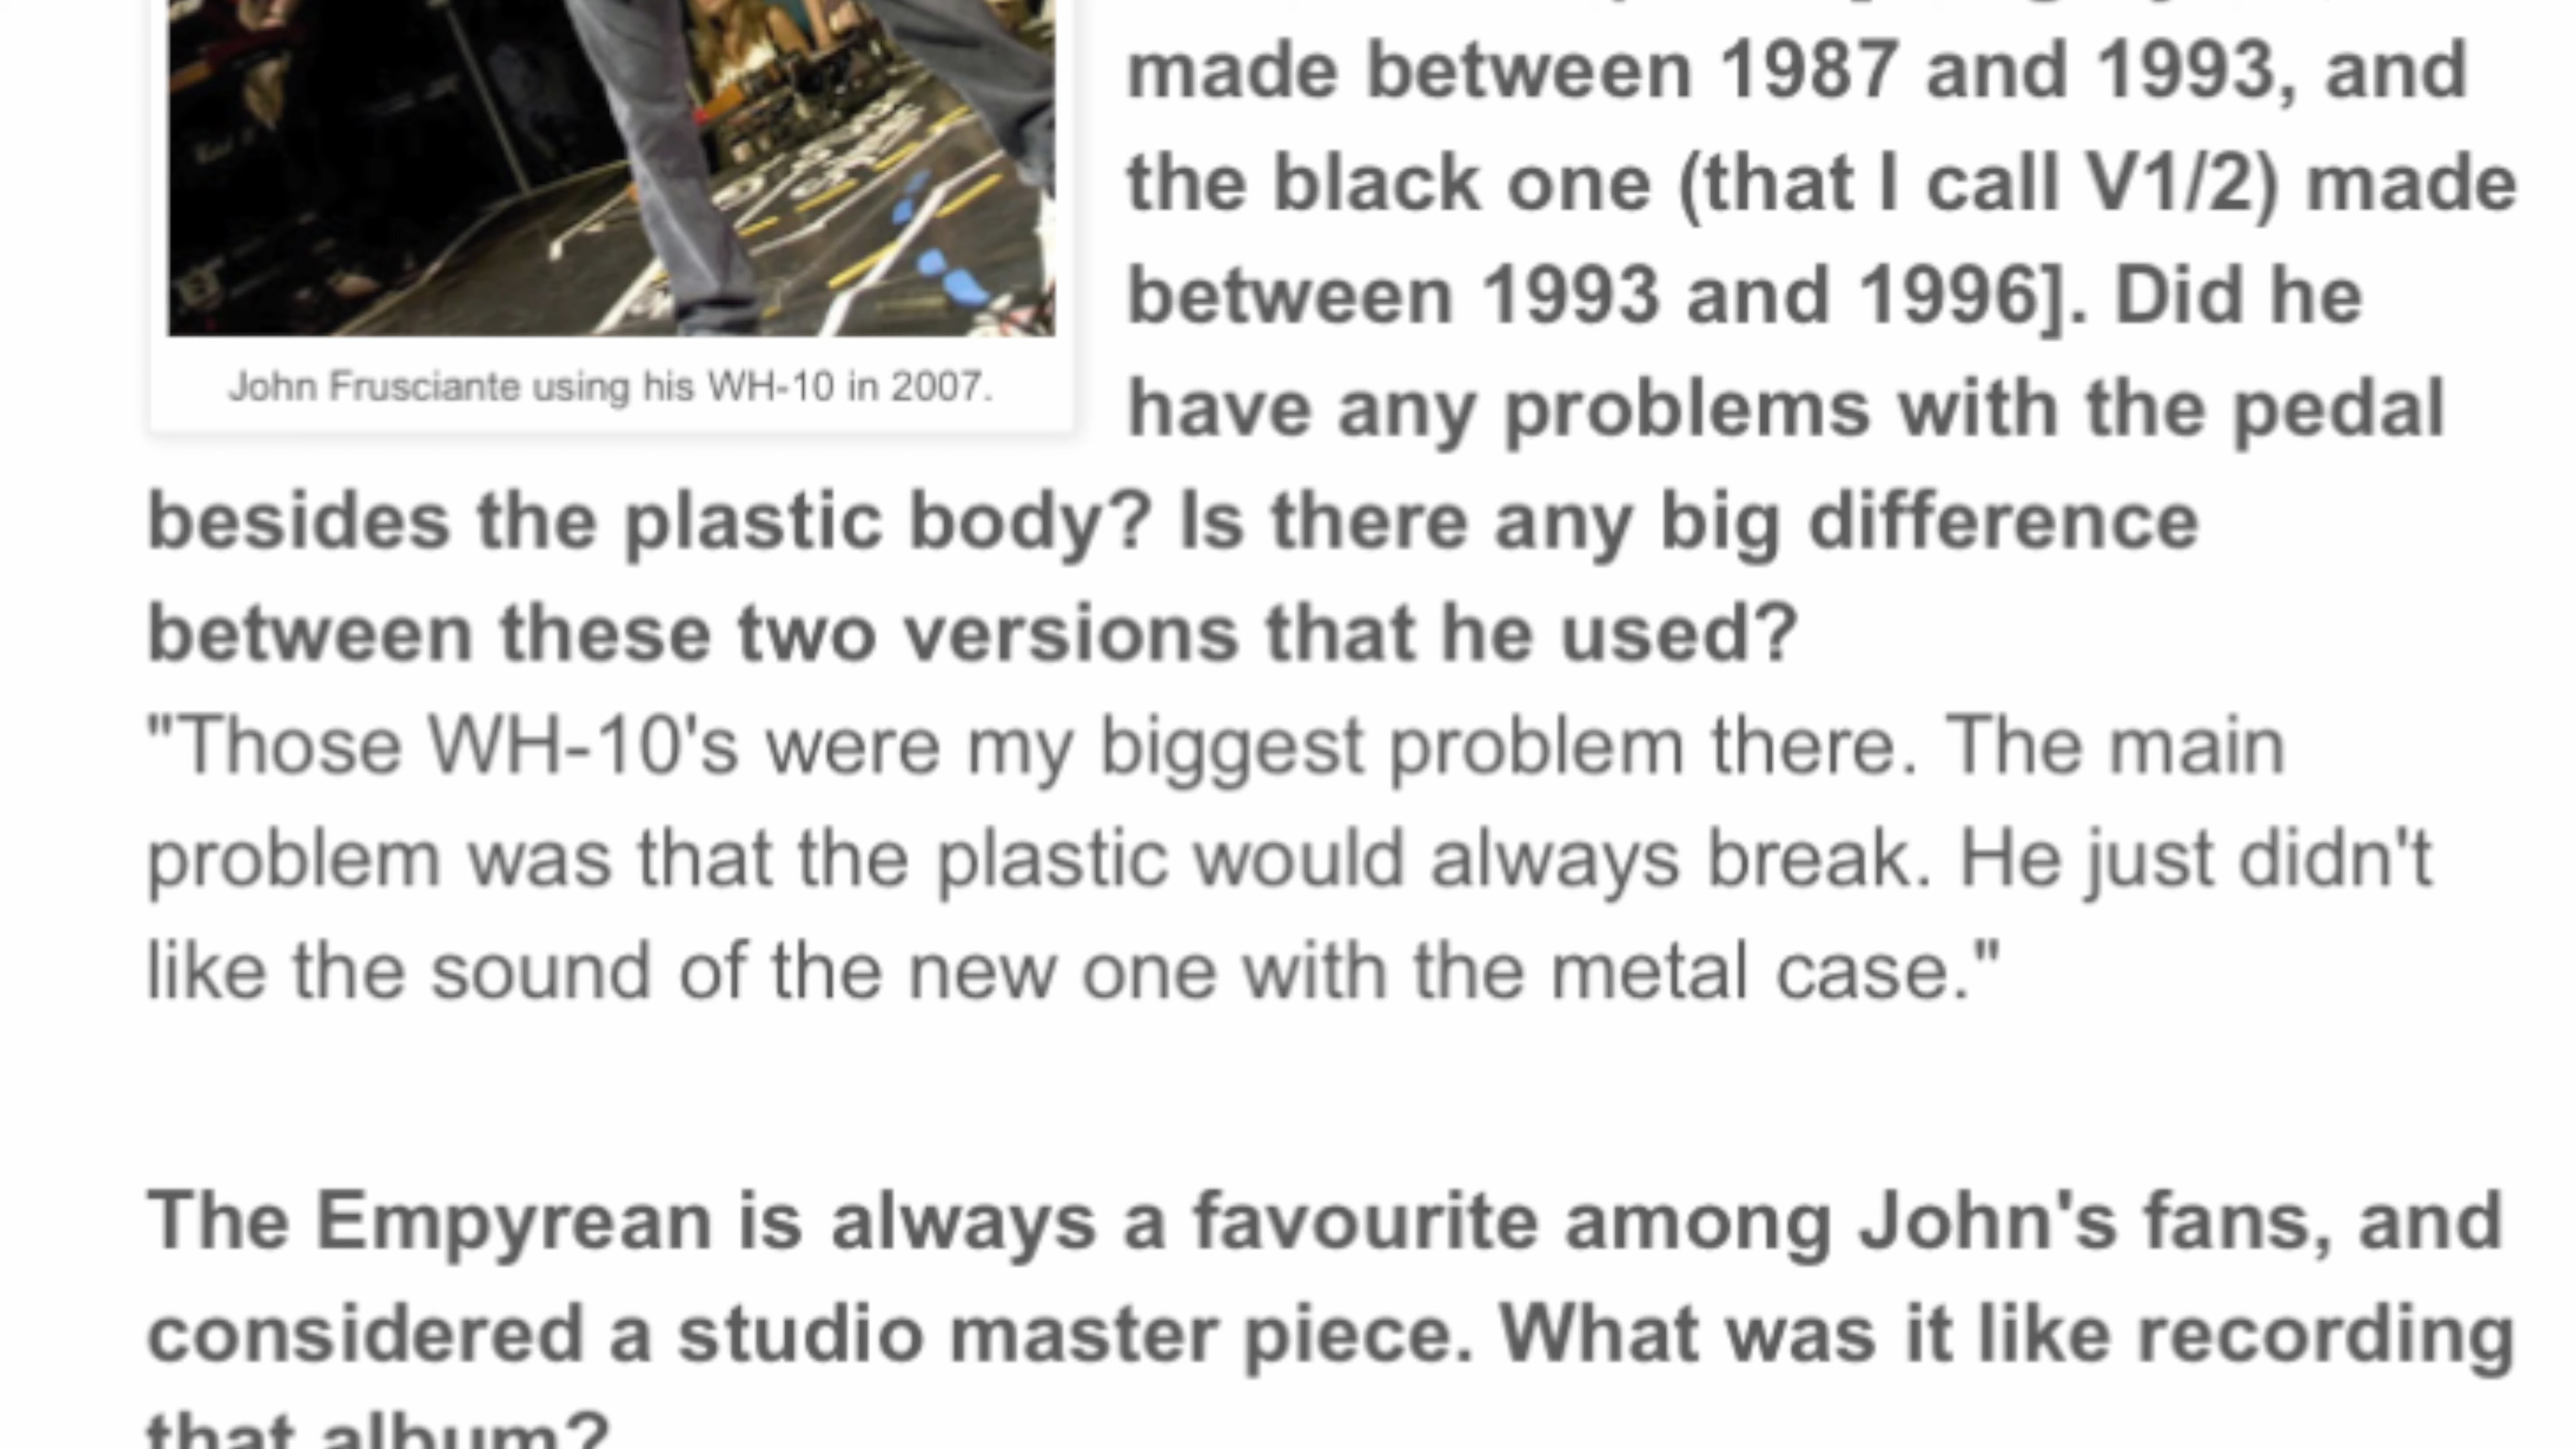 made between 1987 and 1993, and
the black one (that I call V1/2) made
between 1993 and 1996]. Did he
John Frusciante using his WH-10 in 2007.
have any problems with the pedal
besides the plastic body? Is there any big difference
between these two versions that he used?
"Those WH-10's were my biggest problem there. The main
problem was that the plastic would always break. He just didn't
like the sound of the new one with the metal case."
The Empyrean is always a favourite among John's fans, and
considered a studio master piece. What was it like recording
that album?